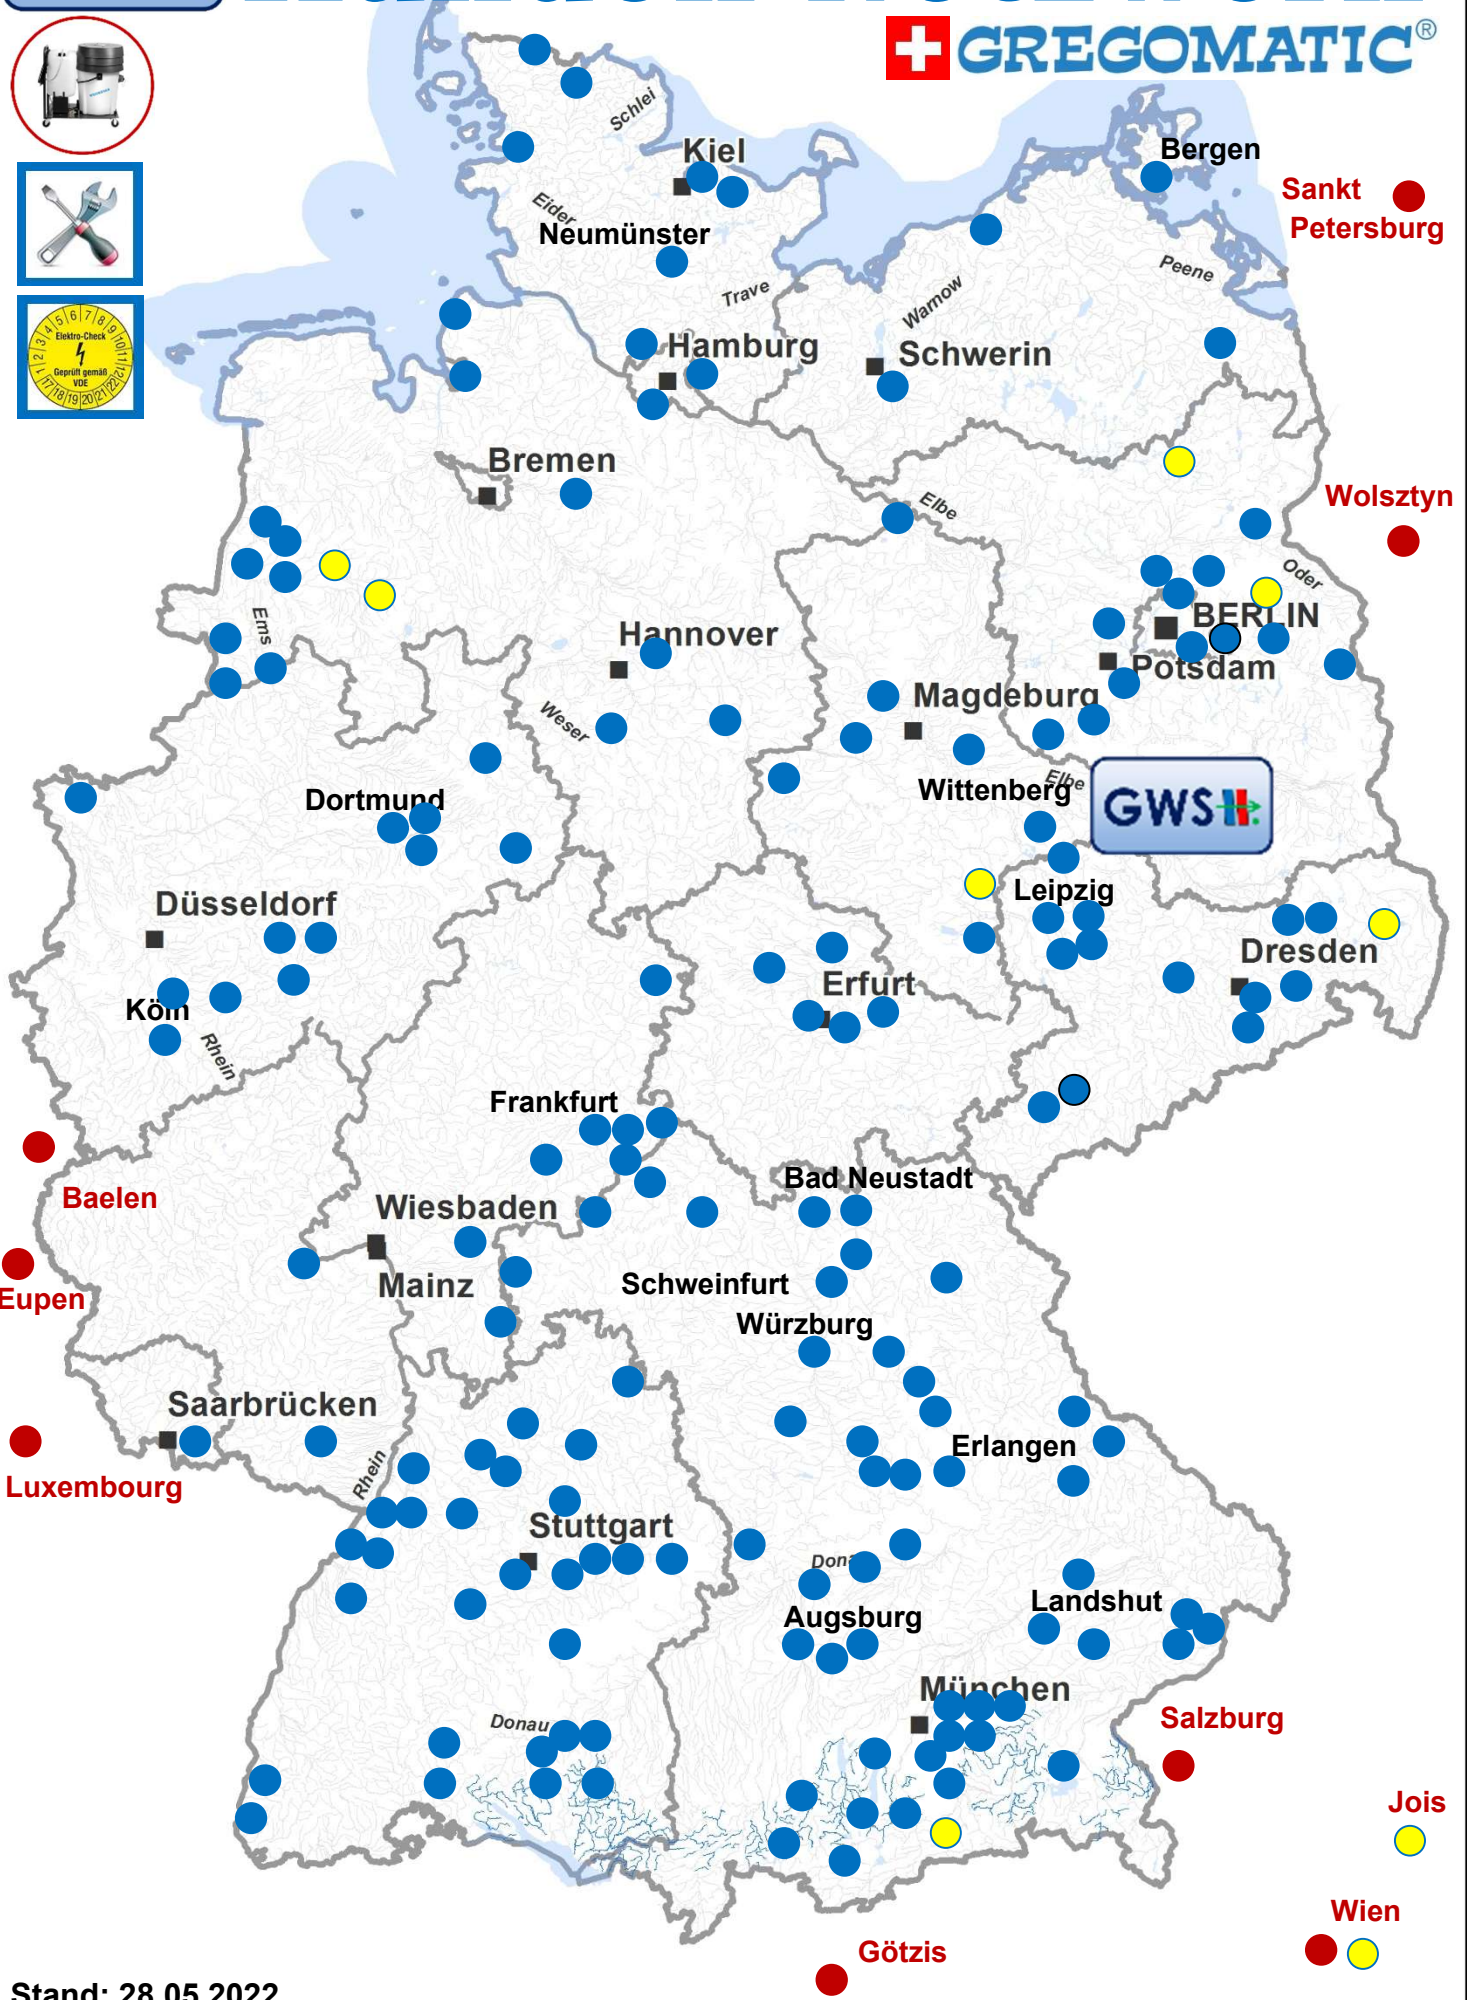 GREGOMATIC®
Schlei
Kiel
Bergen
Sankt
Petersburg
Eider
Neumünster
Peene
Trave
Warnow
Elektro-Check
Geprüft gemäß
VDE
Hamburg
Schwerin
Bremen
Wolsztyn
Elbe
Oder
Ems
BERLIN
Hannover
Potsdam
Magdeburg
Weser
Elbe
Wittenberg
Dortmund
GWS
Leipzig
Düsseldorf
Dresden
Erfurt
Köln
Rhein
Frankfurt
Bad Neustadt
Baelen
Wiesbaden
Mainz
Schweinfurt
Eupen
Würzburg
Saarbrücken
Erlangen
Rhein
Luxembourg
Stuttgart
Landshut
Augsburg
München
Donau
Salzburg
Jois
Wien
Götzis
Stand: 28.05.2022